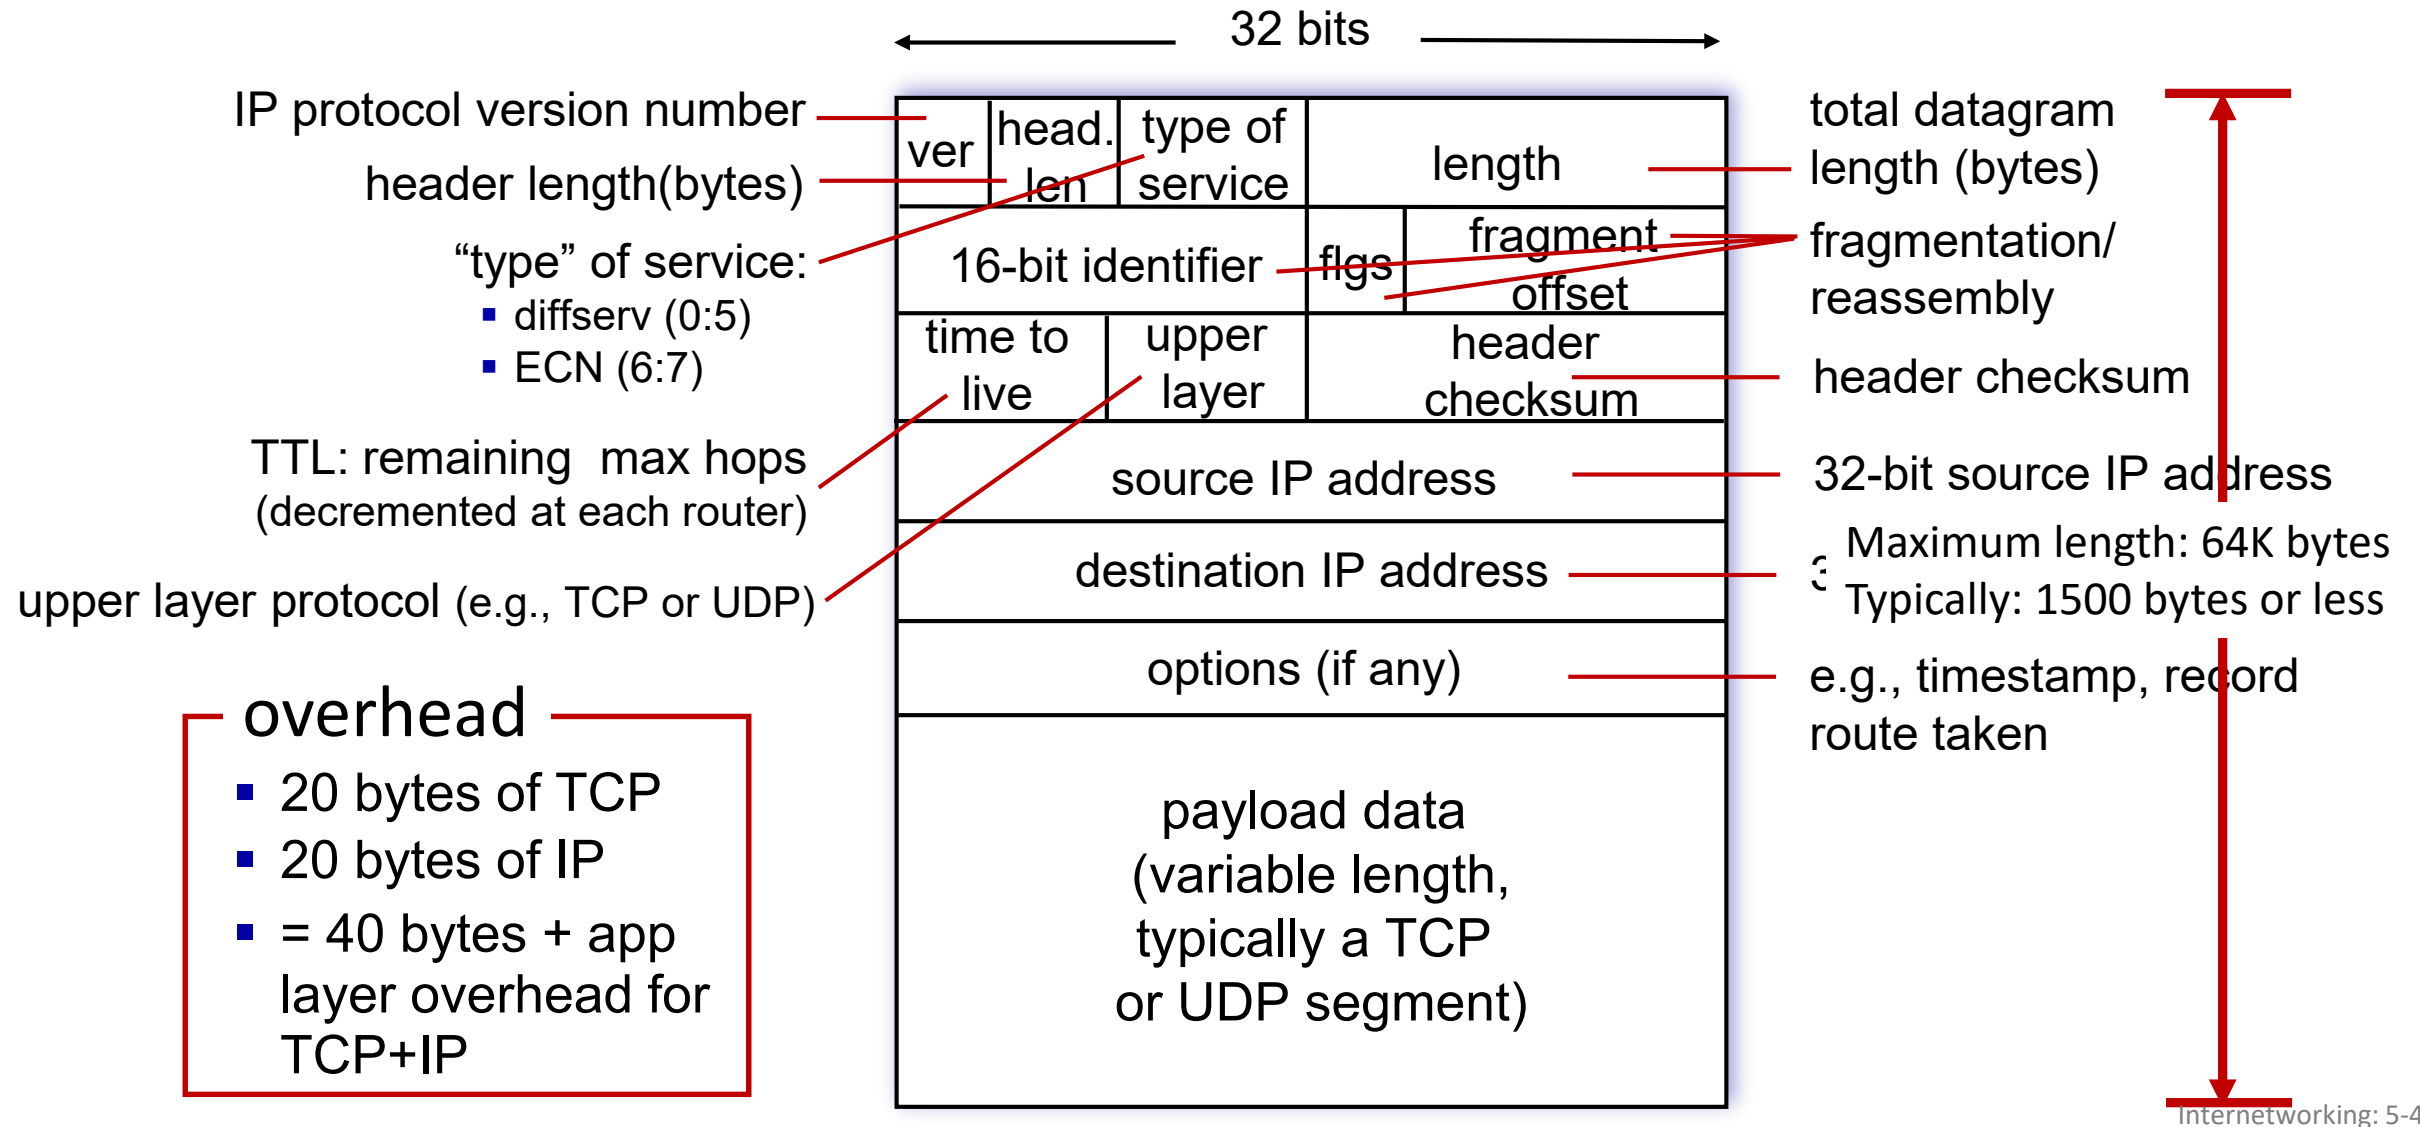 32 bits
IP protocol version number
header length(bytes)
“type” of service:
▪ diffserv (0:5)
▪ ECN (6:7)
TTL: remaining max hops
(decremented at each router)
upper layer protocol (e.g., TCP or UDP)
overhead
▪ 20 bytes of TCP
▪ 20 bytes of IP
▪ = 40 bytes + app
layer overhead for
TCP+IP
ver
head.
len
type of
service
length
16-bit identifier
flgs
fragment
offset
time to
live
upper
layer
header
checksum
source IP address
destination IP address
options (if any)
payload data
(variable length,
typically a TCP
or UDP segment)
total datagram
length (bytes)
fragmentation/
reassembly
header checksum
32-bit source IP address
Maximum length: 64K bytes
Typically: 1500 bytes or less
e.g., timestamp, record
route taken
Internetworking: 5-4